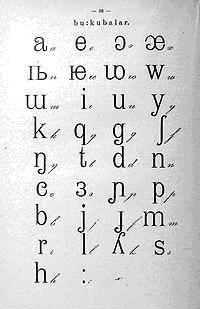 — 36 —
bu:kubalar.
a a e e ɔ ɔ ꭢ ꭢ
ꭠ ꭡ ꭣ w w
ɯ ɯ i i u u y y
k k q q g g ʃ ʃ
ŋ ŋ t t d d n n
c c ɜ ɜ ɲ ɲ p p
b b j j ɟ ɟ m m
r r l l ʎ ʎ s s
h h :